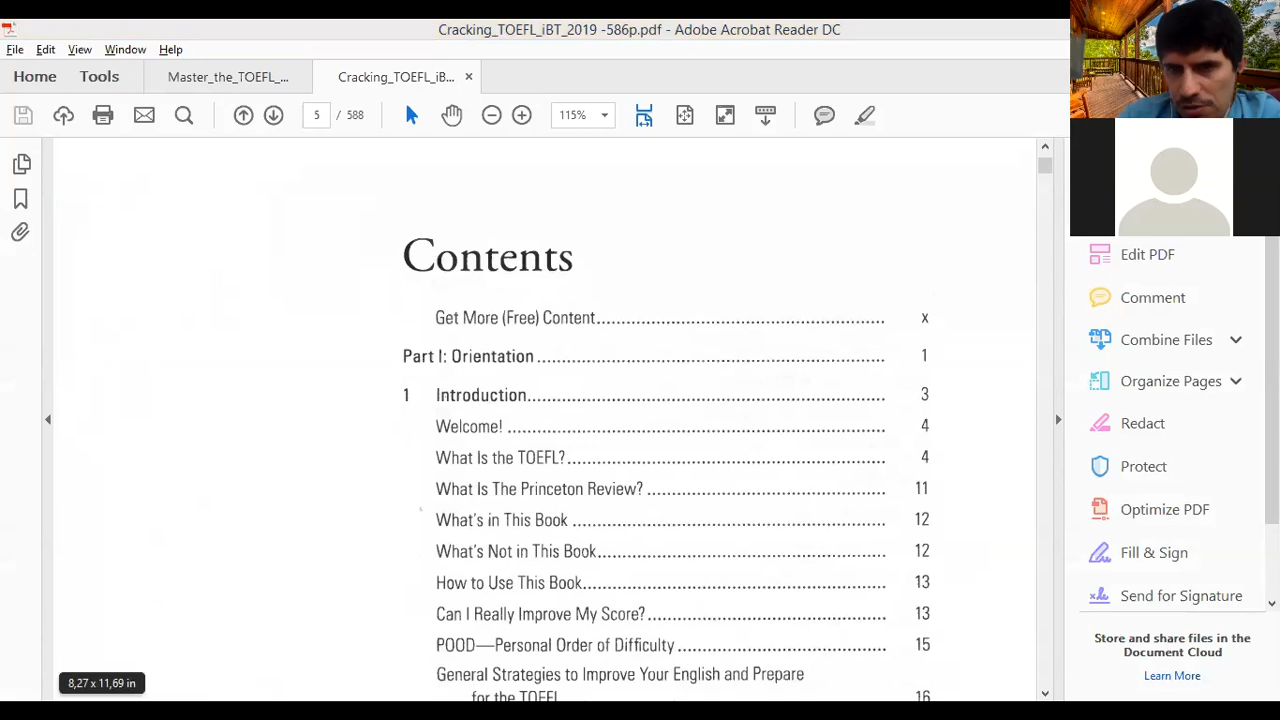 Cracking_TOEFL_iBT_2019 -586p.pdf - Adobe Acrobat Reader DC
File Edit View Window Help
Home Tools Master_the_TOEFL_... Cracking_TOEFL_iB... ×
5 / 588 115%
Contents
Get More (Free) Content.......... x
Part I: Orientation.......... 1
1 Introduction.......... 3
Welcome! .......... 4
What Is the TOEFL?.......... 4
What Is The Princeton Review?.......... 11
What's in This Book .......... 12
What's Not in This Book.......... 12
How to Use This Book.......... 13
Can I Really Improve My Score?.......... 13
POOD—Personal Order of Difficulty.......... 15
General Strategies to Improve Your English and Prepare
for the TOEFL 16
8,27 x 11,69 in
Edit PDF
Comment
Combine Files
Organize Pages
Redact
Protect
Optimize PDF
Fill & Sign
Send for Signature
Store and share files in the
Document Cloud
Learn More